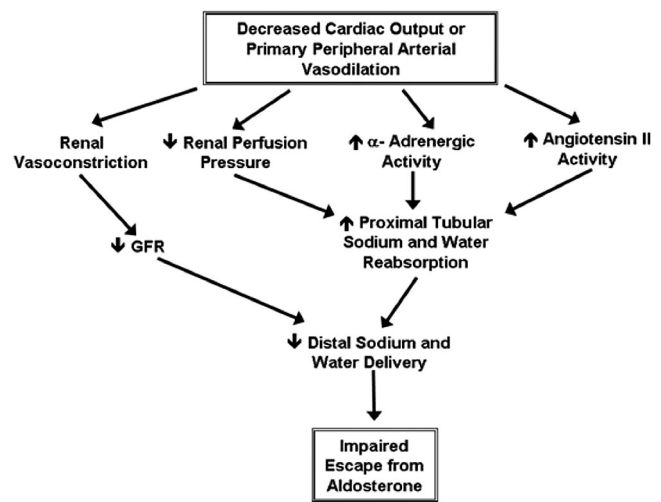 Decreased Cardiac Output or
Primary Peripheral Arterial
Vasodilation
Renal
Vasoconstriction
↓ Renal Perfusion
Pressure
↑ α- Adrenergic
Activity
↑ Angiotensin II
Activity
↓ GFR
↑ Proximal Tubular
Sodium and Water
Reabsorption
↓ Distal Sodium and
Water Delivery
Impaired
Escape from
Aldosterone